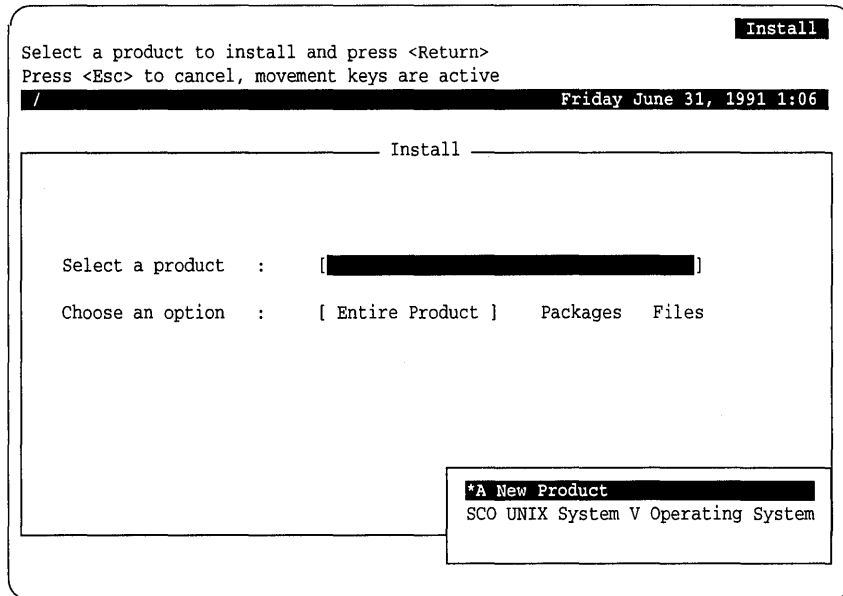 Install
Select a product to install and press <Return>
Press <Esc> to cancel, movement keys are active
/ Friday June 31, 1991 1:06
Install
Select a product : [ ]
Choose an option : [ Entire Product ] Packages Files
*A New Product
SCO UNIX System V Operating System